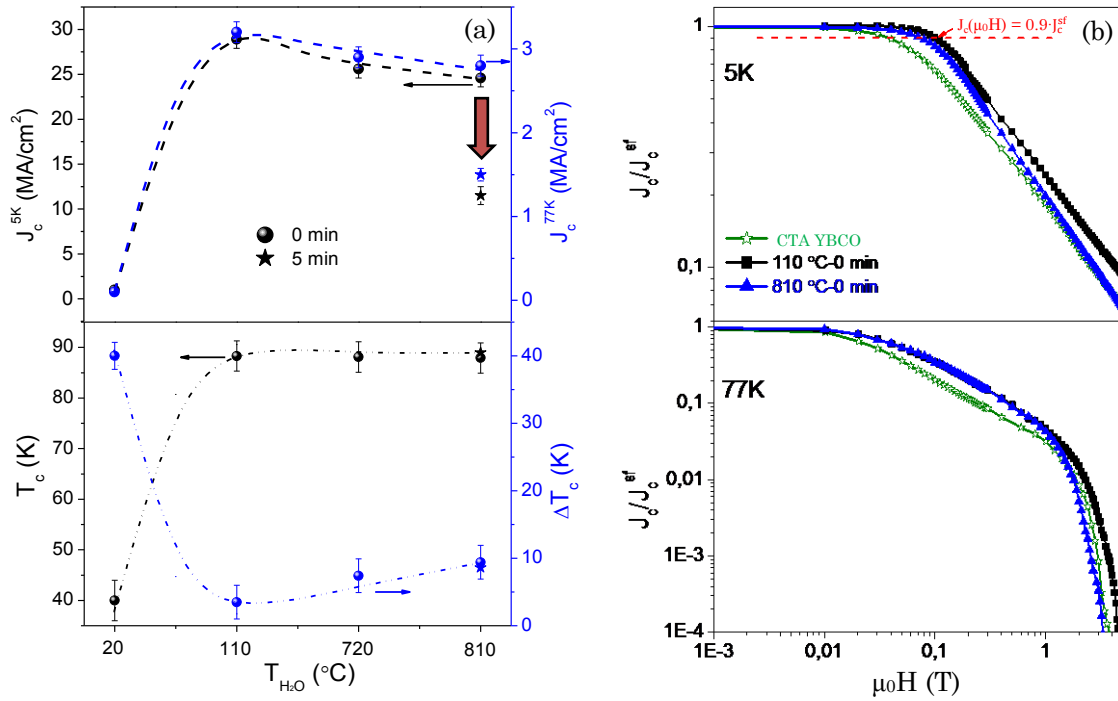 (a)
30
25
20
15
10
5
0
J_c^5K (MA/cm²)
3
2
1
0
J_c^77K (MA/cm²)
0 min
5 min
90
80
70
60
50
40
T_c (K)
40
30
20
10
0
ΔT_c (K)
20
110
720
810
T_H₂O (°C)
(b)
1
0,1
J_c/J_c^sf
J_c(μ₀H) = 0.9·J_c^sf
5K
CTA YBCO
110 ºC-0 min
810 ºC-0 min
1
0,1
0,01
1E-3
1E-4
J_c/J_c^sf
77K
1E-3
0,01
0,1
1
μ₀H (T)